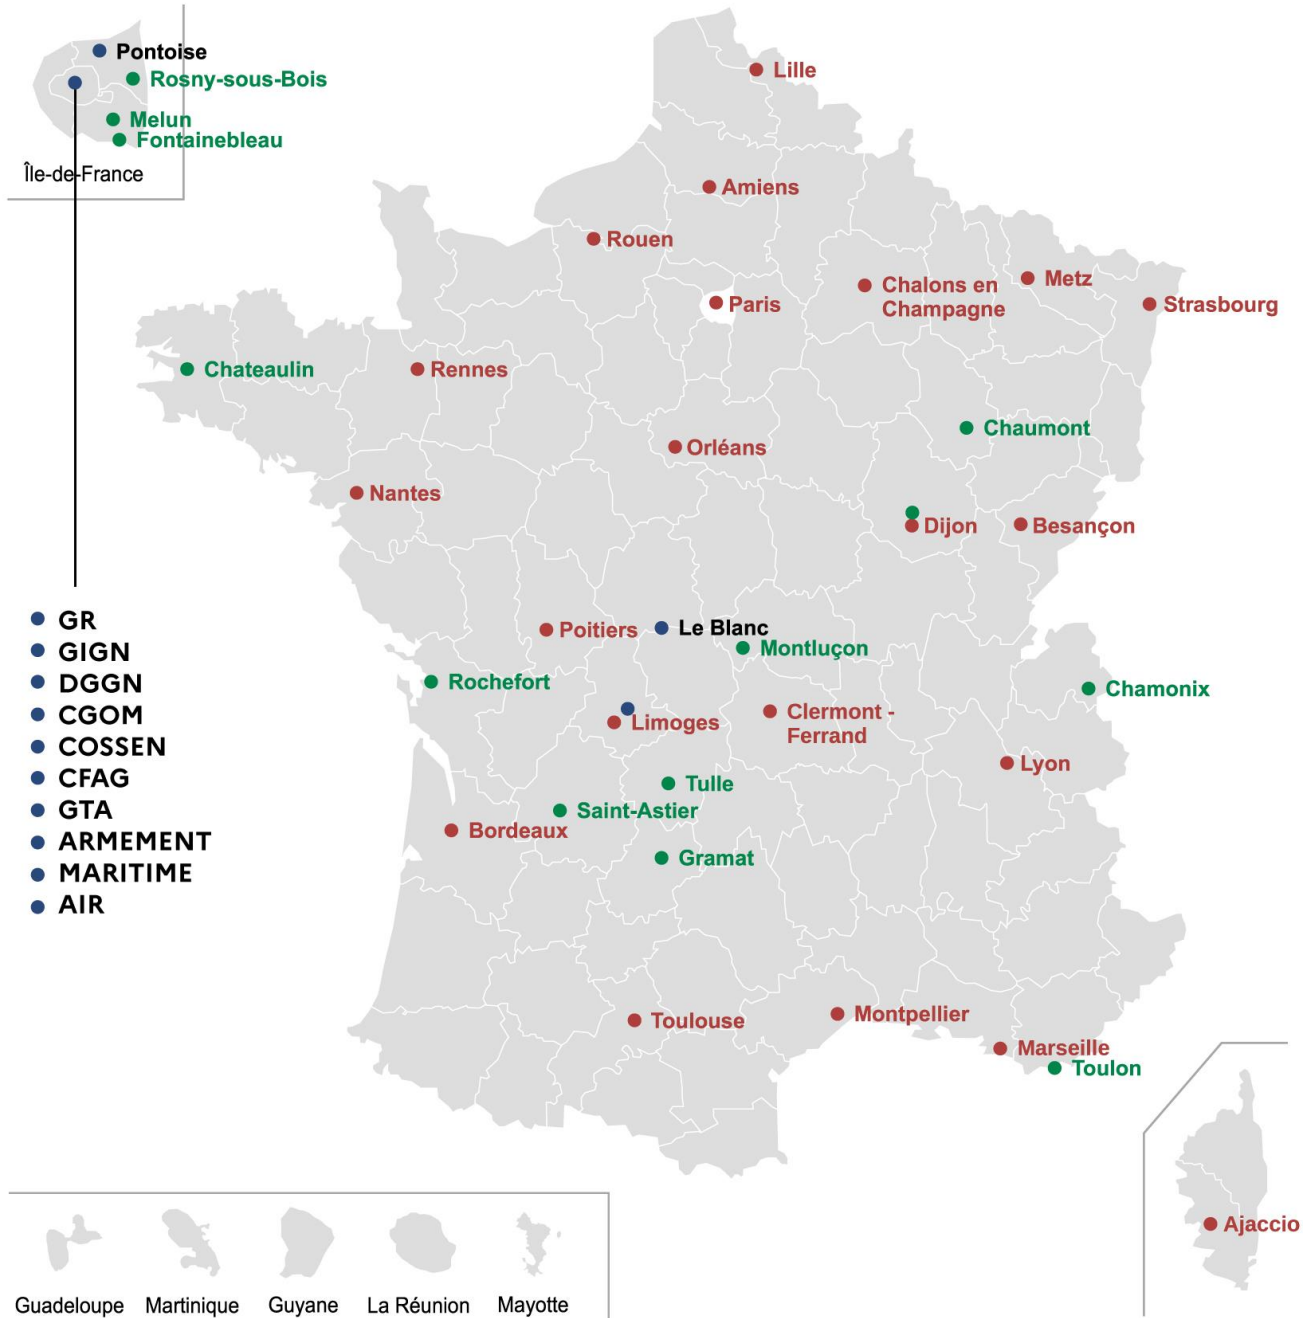 Pontoise
Rosny-sous-Bois
Melun
Fontainebleau
Île-de-France
Lille
Amiens
Rouen
Paris
Chalons en
Champagne
Metz
Strasbourg
Chateaulin
Rennes
Orléans
Chaumont
Nantes
Dijon
Besançon
Poitiers
Le Blanc
Montluçon
Rochefort
Chamonix
Limoges
Clermont -
Ferrand
Lyon
Tulle
Saint-Astier
Bordeaux
Gramat
Toulouse
Montpellier
Marseille
Toulon
Ajaccio
GR
GIGN
DGGN
CGOM
COSSEN
CFAG
GTA
ARMEMENT
MARITIME
AIR
Guadeloupe
Martinique
Guyane
La Réunion
Mayotte